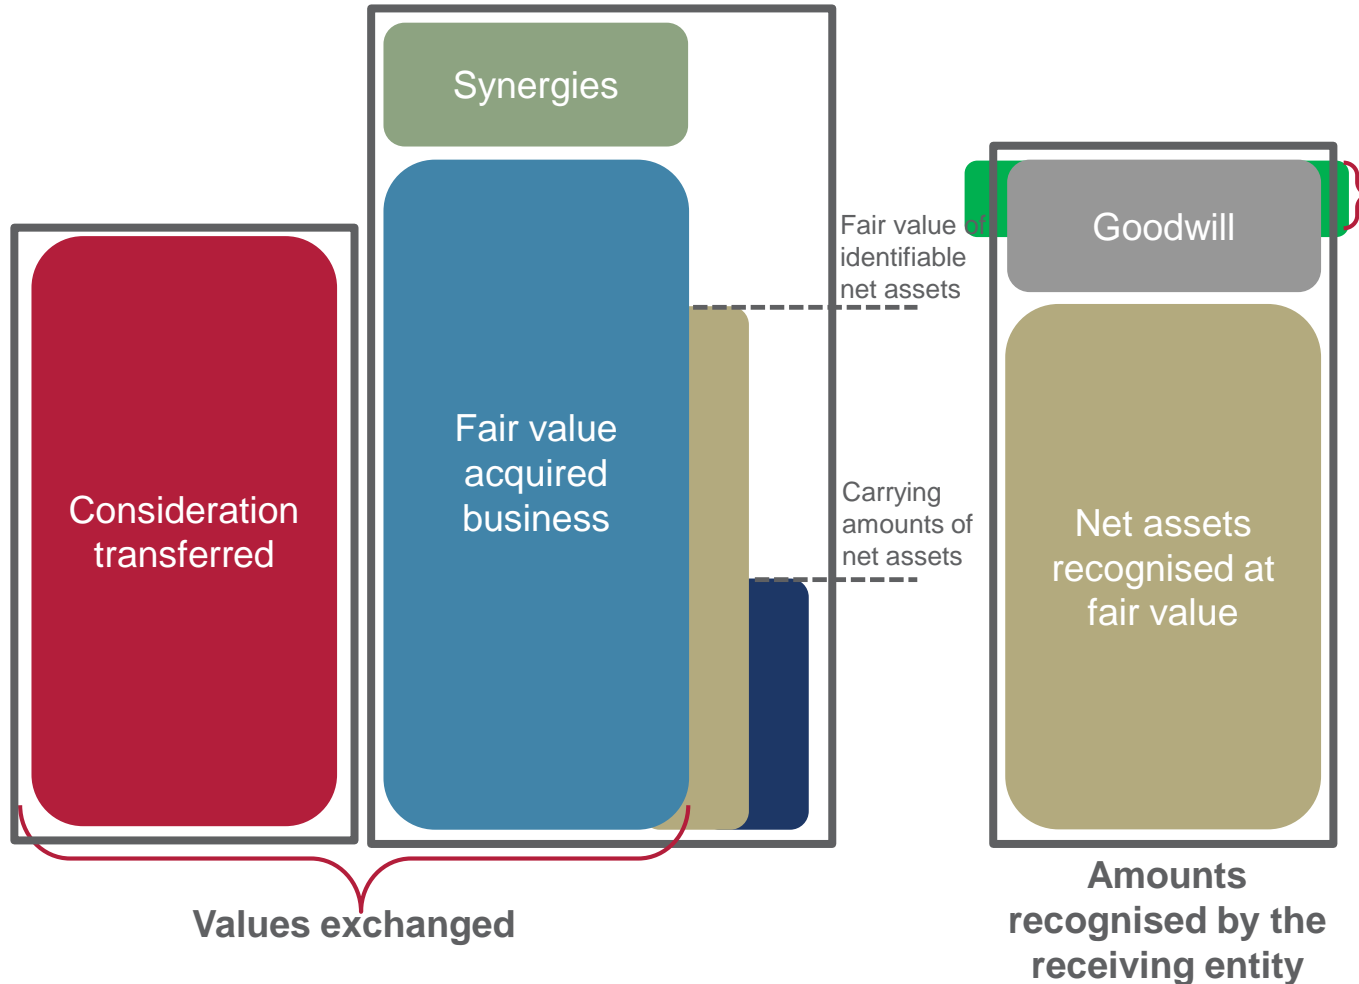 Synergies
Consideration
transferred
Fair value
acquired
business
Fair value of
identifiable
net assets
Carrying
amounts of
net assets
Goodwill
Net assets
recognised at
fair value
Values exchanged
Amounts
recognised by the
receiving entity